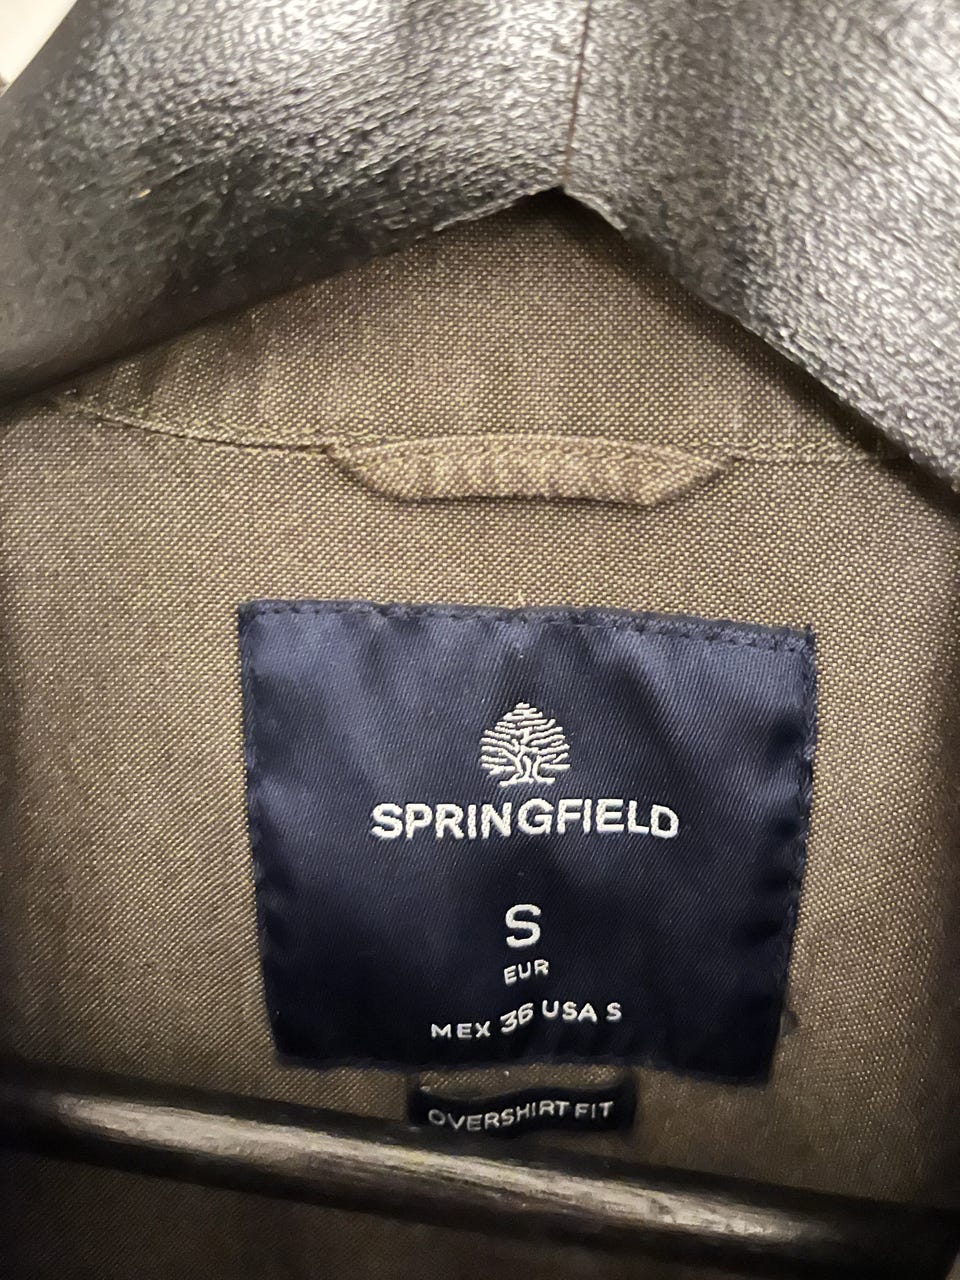 SPRINGFIELD
S
EUR
MEX 36 USA S
OVERSHIRT FIT